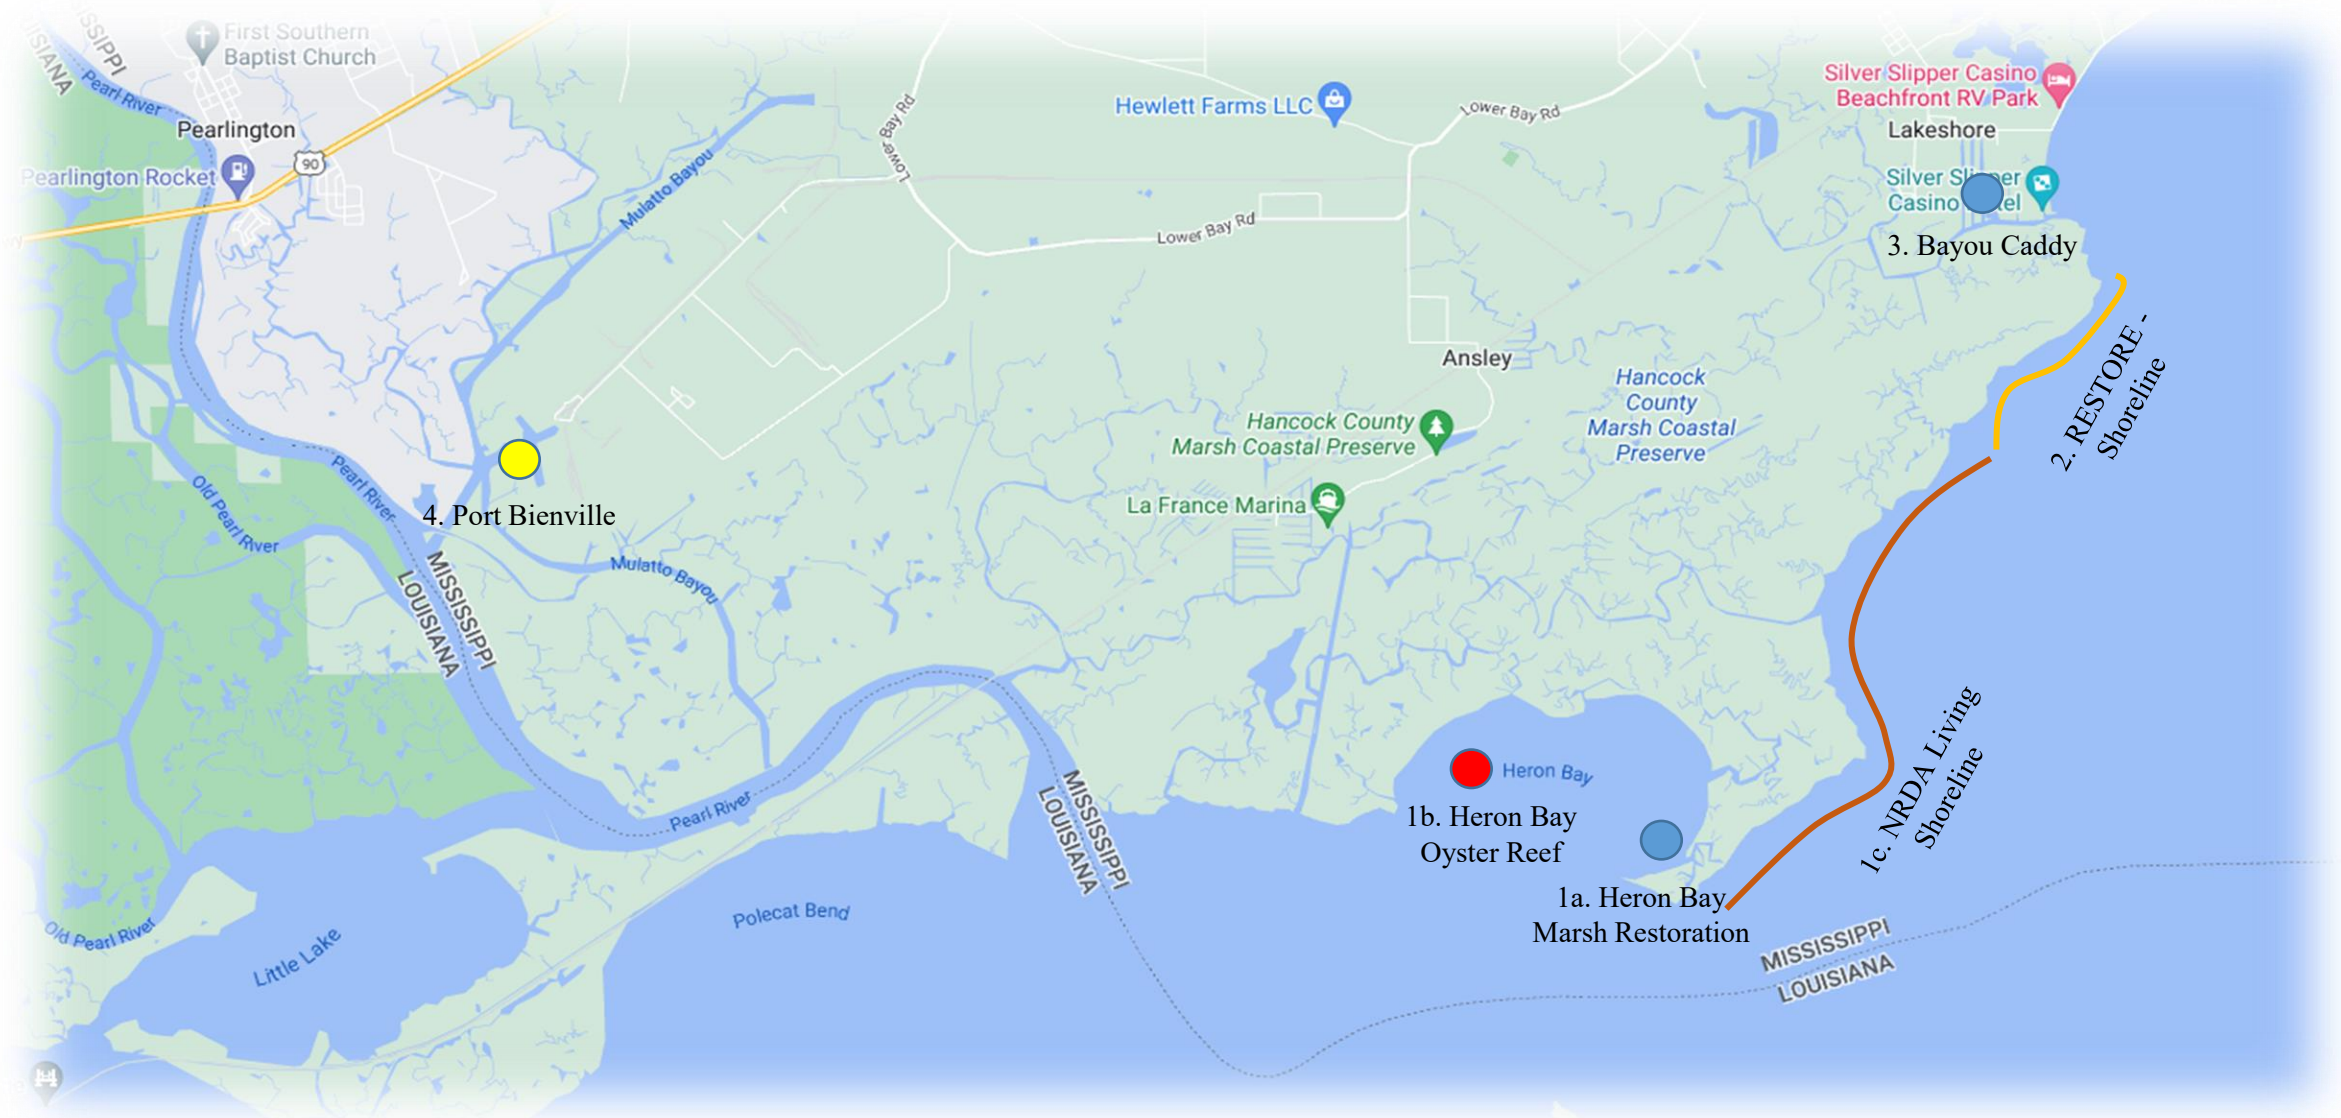 First Southern
Baptist Church
SISSIPPI
ISIANA
Pearl River
Pearlington
90
Pearlington Rocket
Mulatto Bayou
Lower Bay Rd
Hewlett Farms LLC
Lower Bay Rd
Lower Bay Rd
Silver Slipper Casino
Beachfront RV Park
Lakeshore
Silver Sl per
Casino el
3. Bayou Caddy
2. RESTORE -
Shoreline
Ansley
Hancock
County
Marsh Coastal
Preserve
Hancock County
Marsh Coastal Preserve
La France Marina
4. Port Bienville
Pearl River
Old Pearl River
Mulatto Bayou
MISSISSIPPI
LOUISIANA
1c. NRDA Living
Shoreline
Heron Bay
1b. Heron Bay
Oyster Reef
1a. Heron Bay
Marsh Restoration
Pearl River
MISSISSIPPI
LOUISIANA
Polecat Bend
Old Pearl River
Little Lake
MISSISSIPPI
LOUISIANA